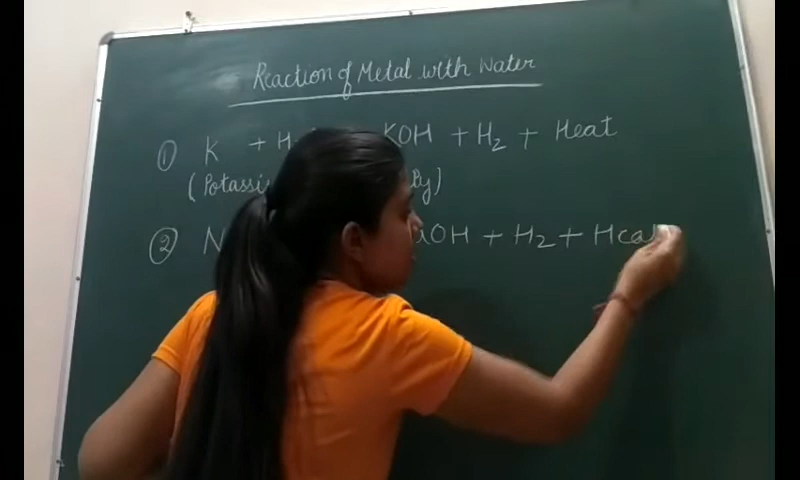 Reaction of Metal with Water
① K + H KOH + H₂ + Heat
(Potassi ly)
② N aOH + H₂ + Hea